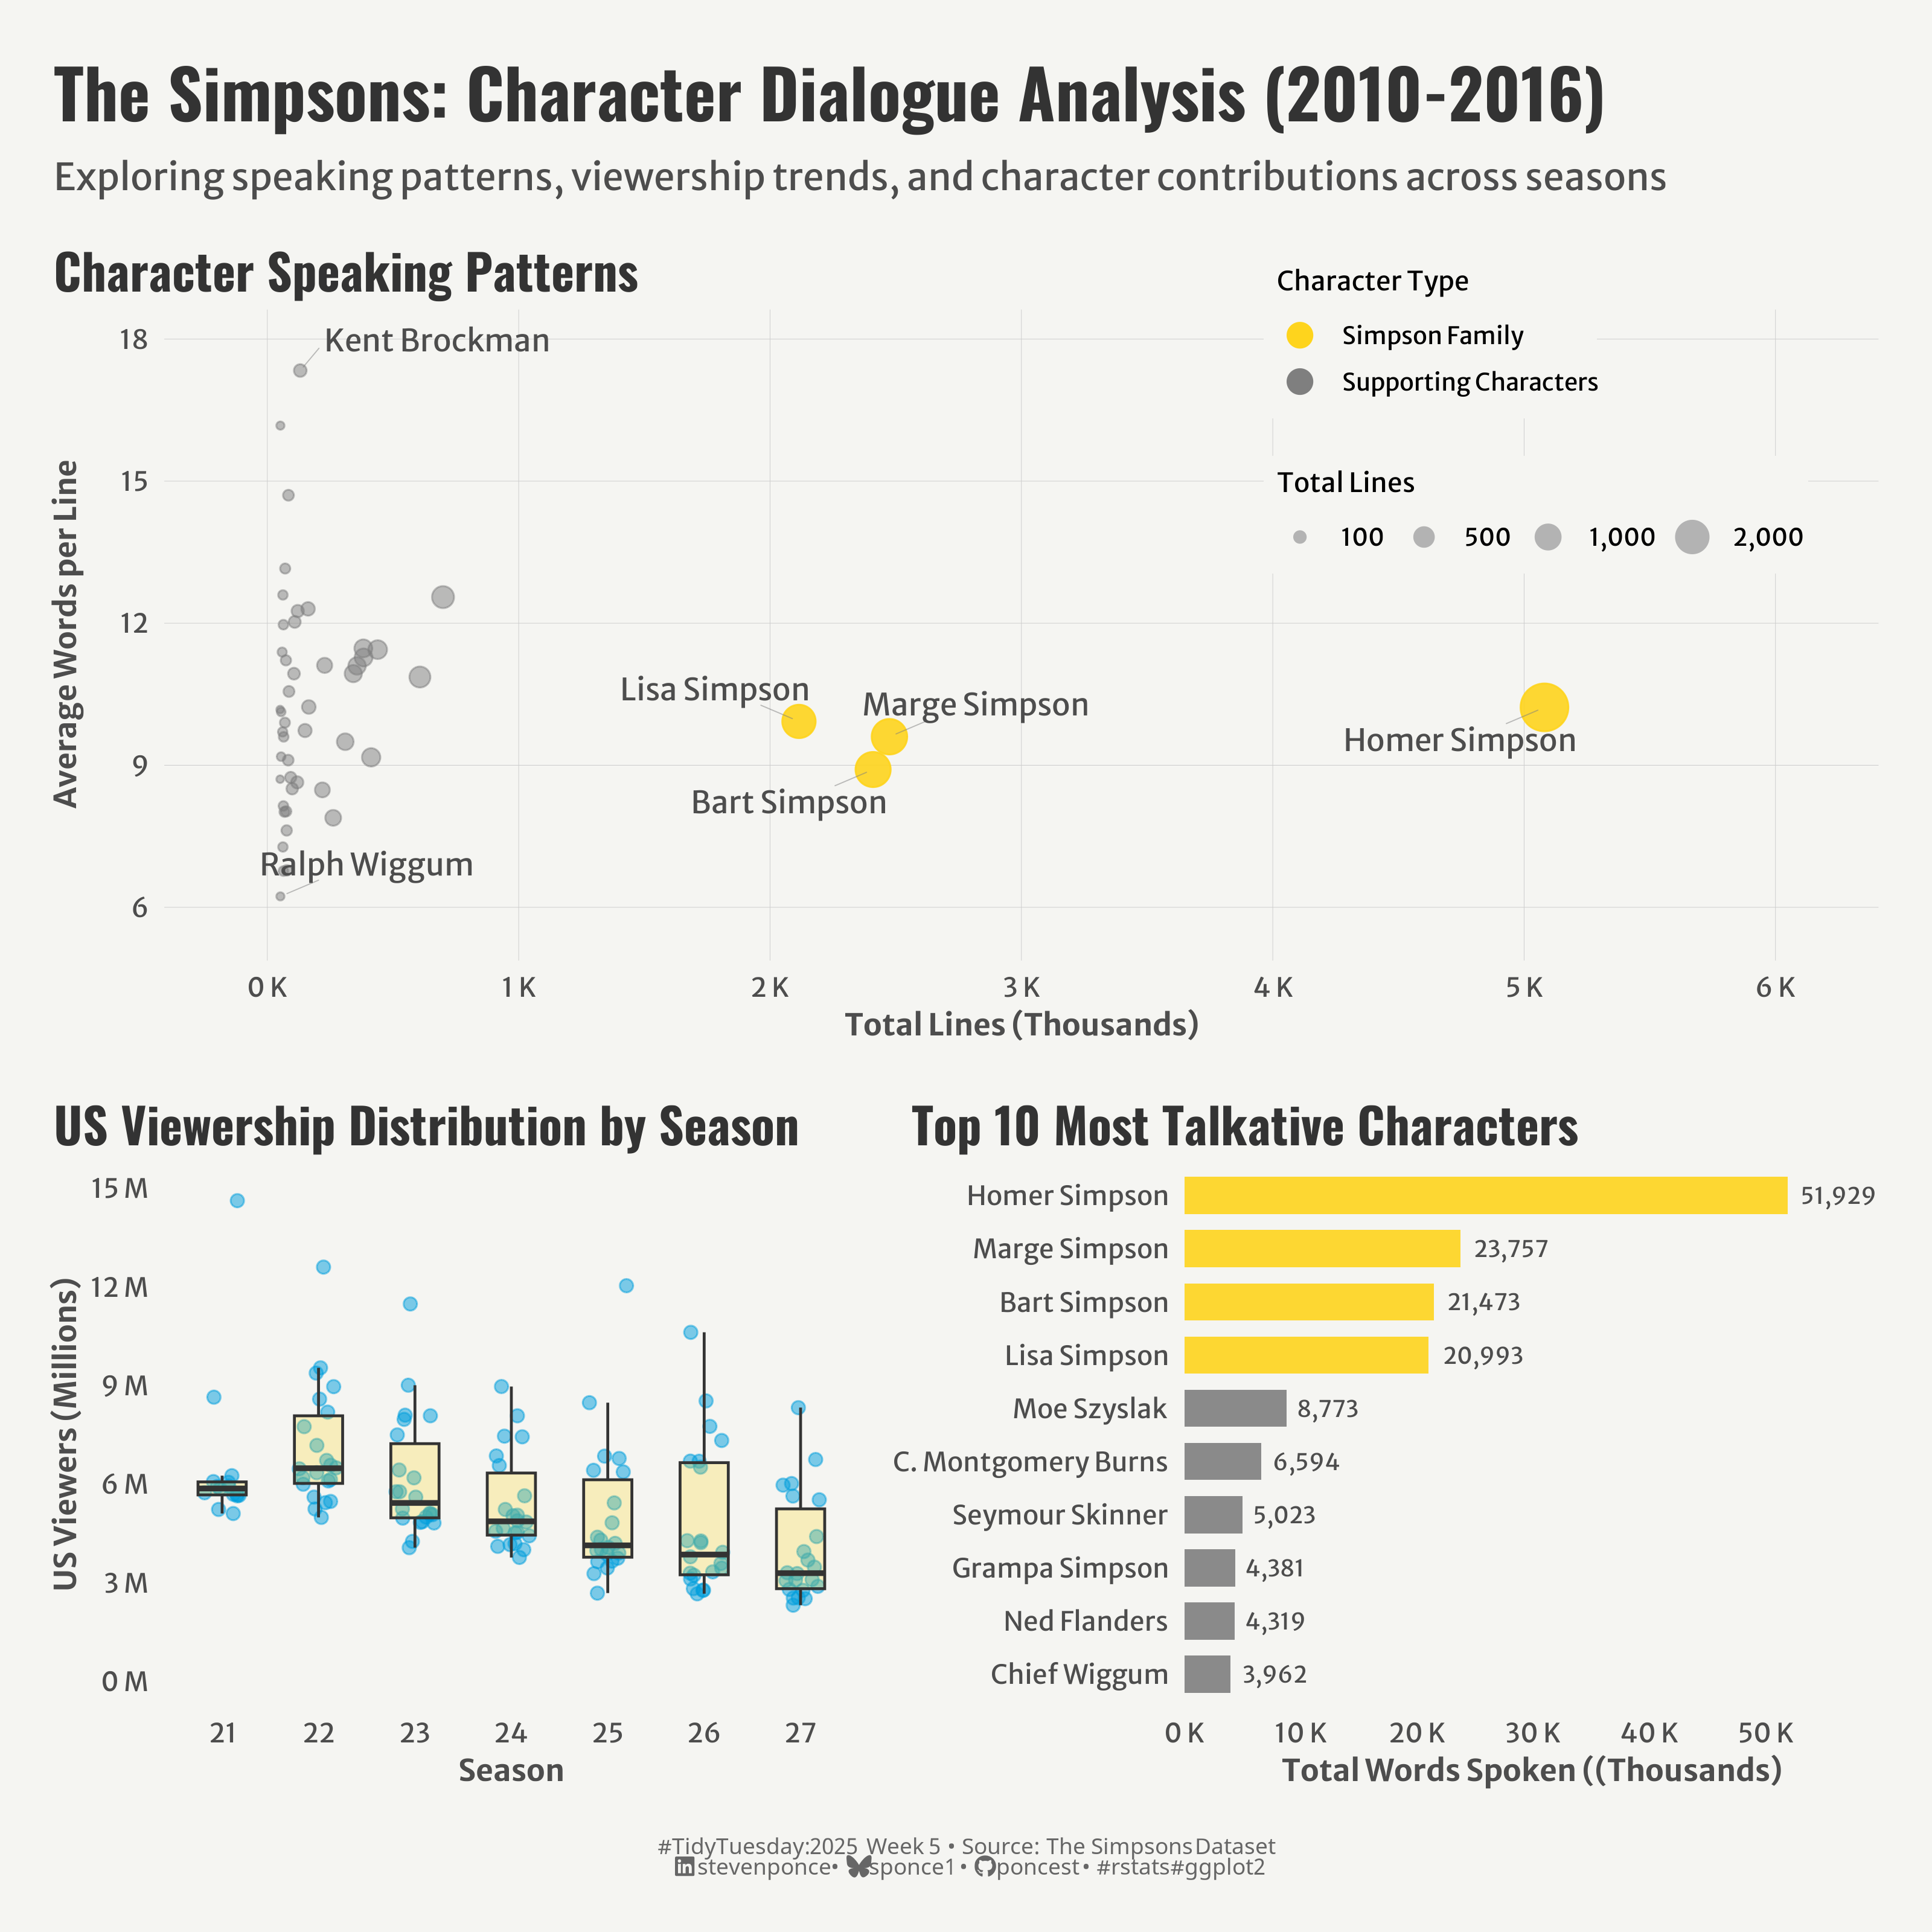 The Simpsons: Character Dialogue Analysis (2010-2016)
Exploring speaking patterns, viewership trends, and character contributions across seasons
Character Speaking Patterns
Character Type
Simpson Family
Supporting Characters
Total Lines
100 500 1,000 2,000
Average Words per Line
18
15
12
9
6
Kent Brockman
Lisa Simpson
Marge Simpson
Homer Simpson
Bart Simpson
Ralph Wiggum
0 K 1 K 2 K 3 K 4 K 5 K 6 K
Total Lines (Thousands)
US Viewership Distribution by Season
US Viewers (Millions)
15 M
12 M
9 M
6 M
3 M
0 M
21 22 23 24 25 26 27
Season
Top 10 Most Talkative Characters
Homer Simpson 51,929
Marge Simpson 23,757
Bart Simpson 21,473
Lisa Simpson 20,993
Moe Szyslak 8,773
C. Montgomery Burns 6,594
Seymour Skinner 5,023
Grampa Simpson 4,381
Ned Flanders 4,319
Chief Wiggum 3,962
0 K 10 K 20 K 30 K 40 K 50 K
Total Words Spoken ((Thousands)
#TidyTuesday:2025 Week 5 • Source: The Simpsons Dataset
stevenponce • sponce1 • poncest • #rstats #ggplot2